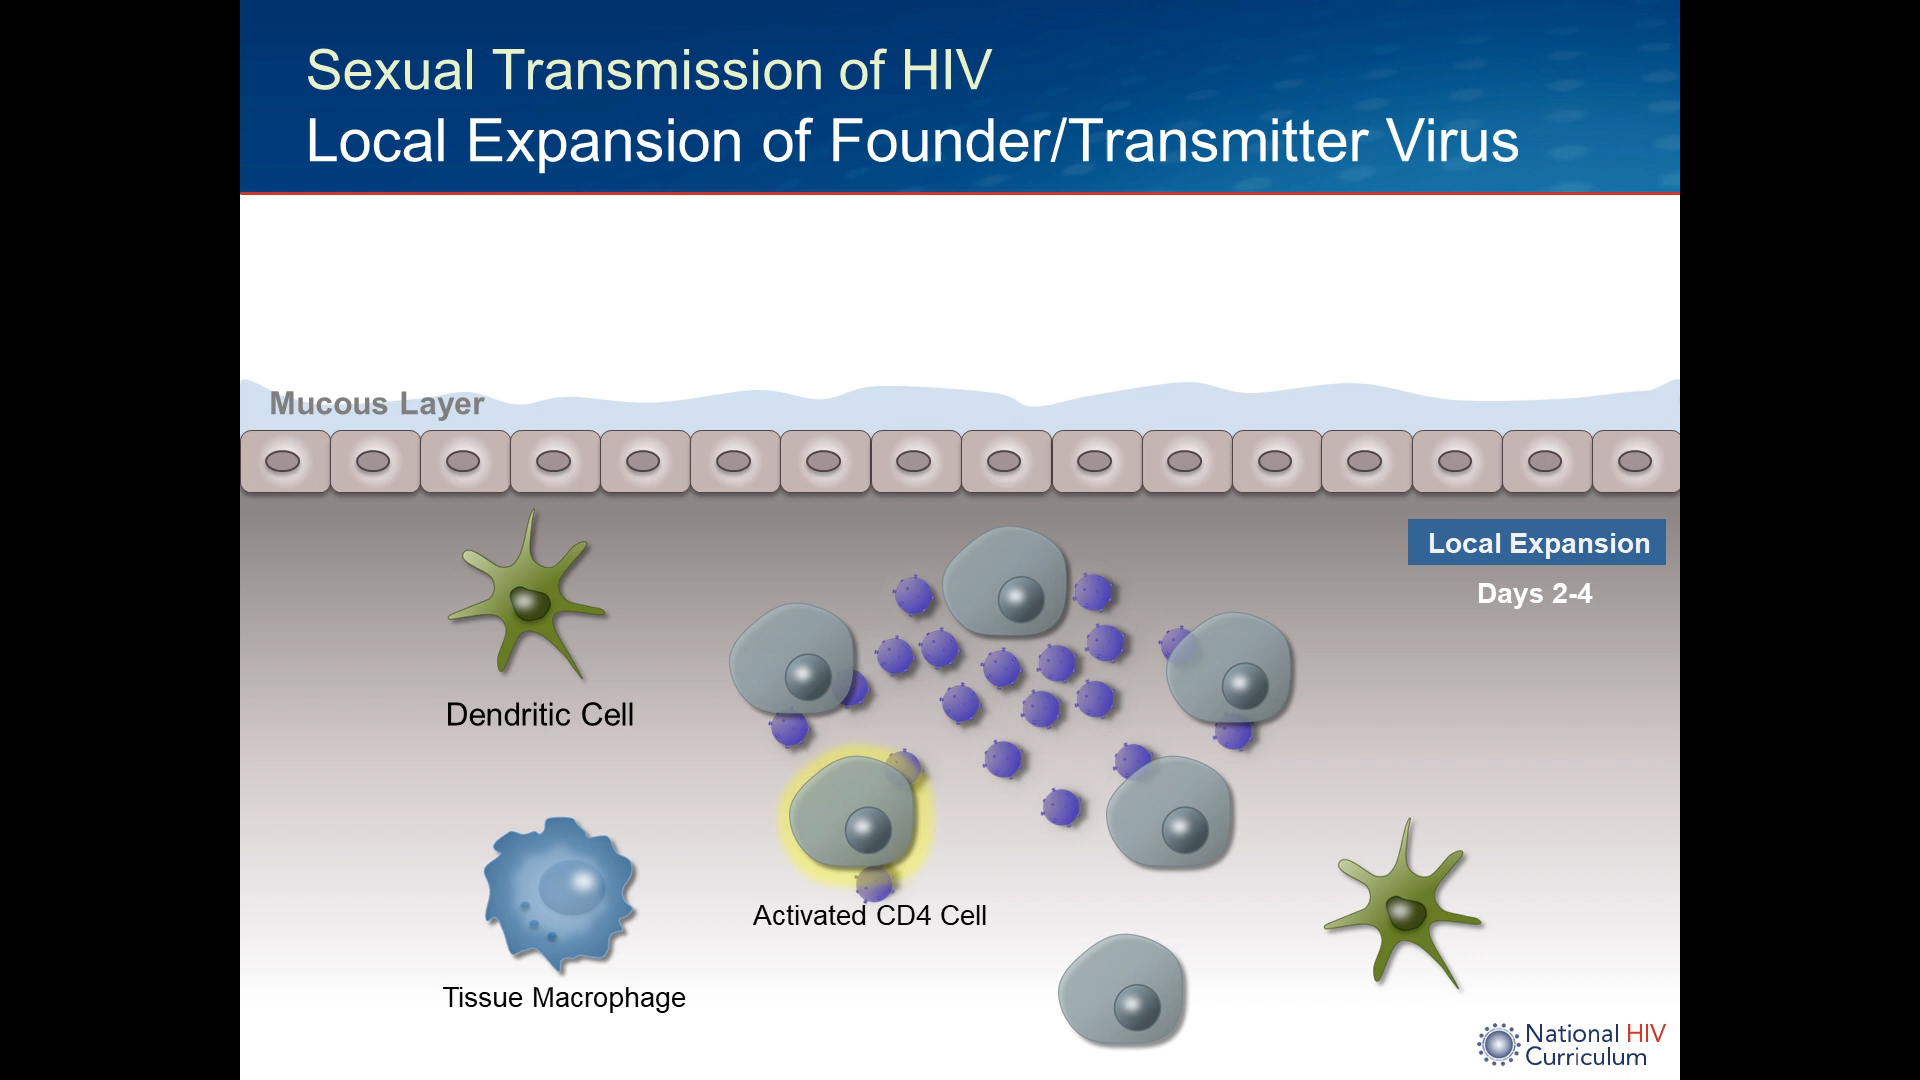 Sexual Transmission of HIV
Local Expansion of Founder/Transmitter Virus
Mucous Layer
Local Expansion
Days 2-4
Dendritic Cell
Activated CD4 Cell
Tissue Macrophage
National HIV
Curriculum